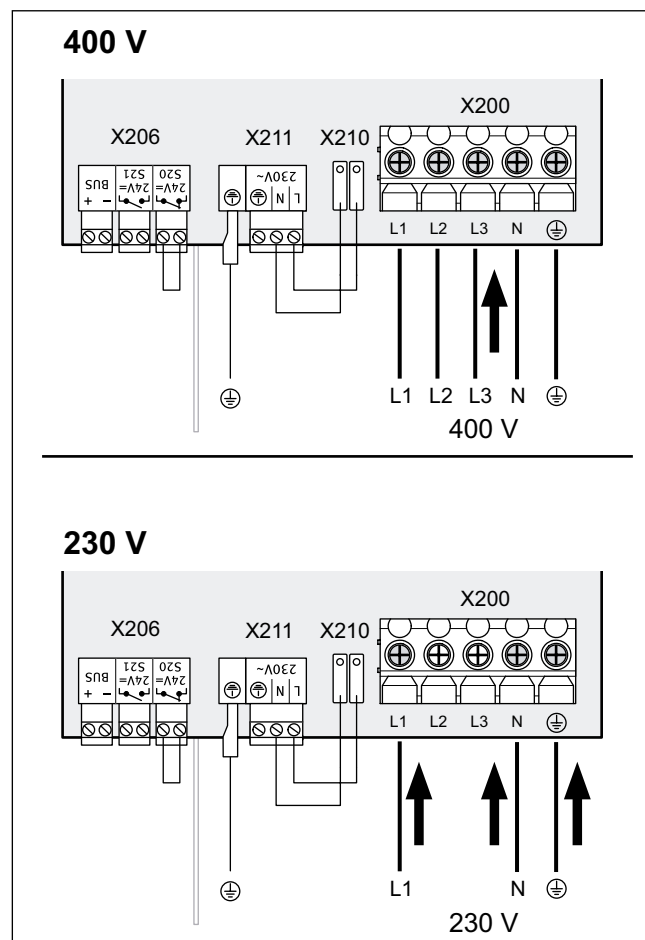 400 V
X206 X211 X210 X200
BUS S21 S20 230V~
+ − 24V= 24V= N L
L1 L2 L3 N
L1 L2 L3 N
400 V
230 V
X206 X211 X210 X200
BUS S21 S20 230V~
+ − 24V= 24V= N L
L1 L2 L3 N
L1 N
230 V